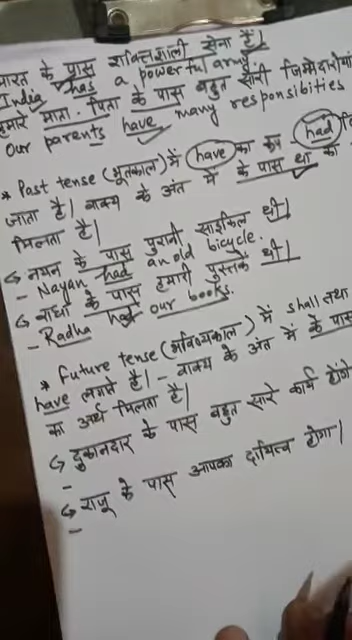 भारत के पास शक्तिशाली सेना है।
India has a powerful army.
हमारे माता-पिता के पास बहुत सारी जिम्मेदारीयां
Our parents have many responsibities
* Past tense (भूतकाल) में have का रूप had
जाता है। वाक्य के अंत में के पास था का
मिलता है।
↳ नयन के पास पुरानी साइकिल थी।
- Nayan had an old bicycle.
↳ राधा के पास हमारी पुस्तकें थी।
- Radha had our books.
* Future tense (भविष्यकाल) में shall तथा
have लगाते है। - वाक्य के अंत में के पास
का अर्थ मिलता है।
↳ दुकानदार के पास बहुत सारे कार्य होंगे
-
↳ राजू के पास आपका दायित्व होगा।
-